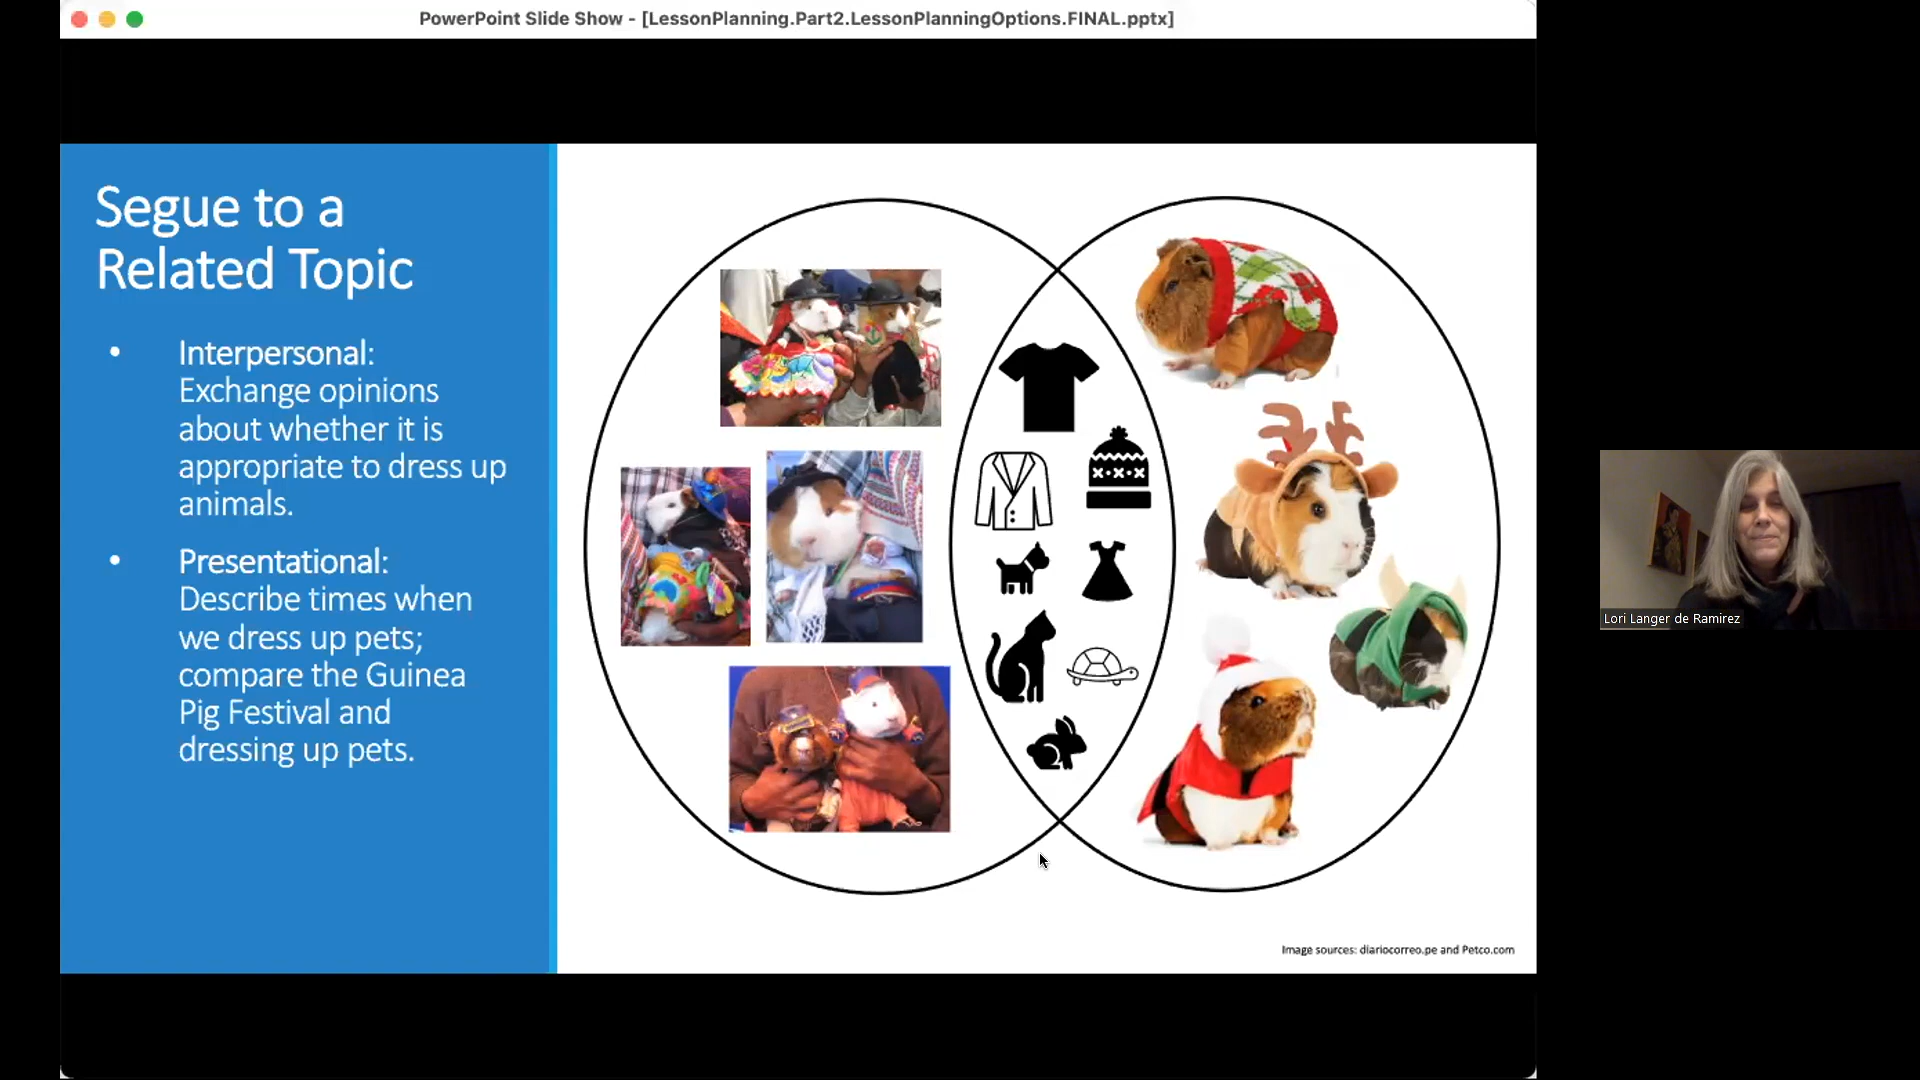 PowerPoint Slide Show - [LessonPlanning.Part2.LessonPlanningOptions.FINAL.pptx]
Segue to a
Related Topic
• Interpersonal:
Exchange opinions
about whether it is
appropriate to dress up
animals.
• Presentational:
Describe times when
we dress up pets;
compare the Guinea
Pig Festival and
dressing up pets.
Image sources: diariocorreo.pe and Petco.com
Lori Langer de Ramirez